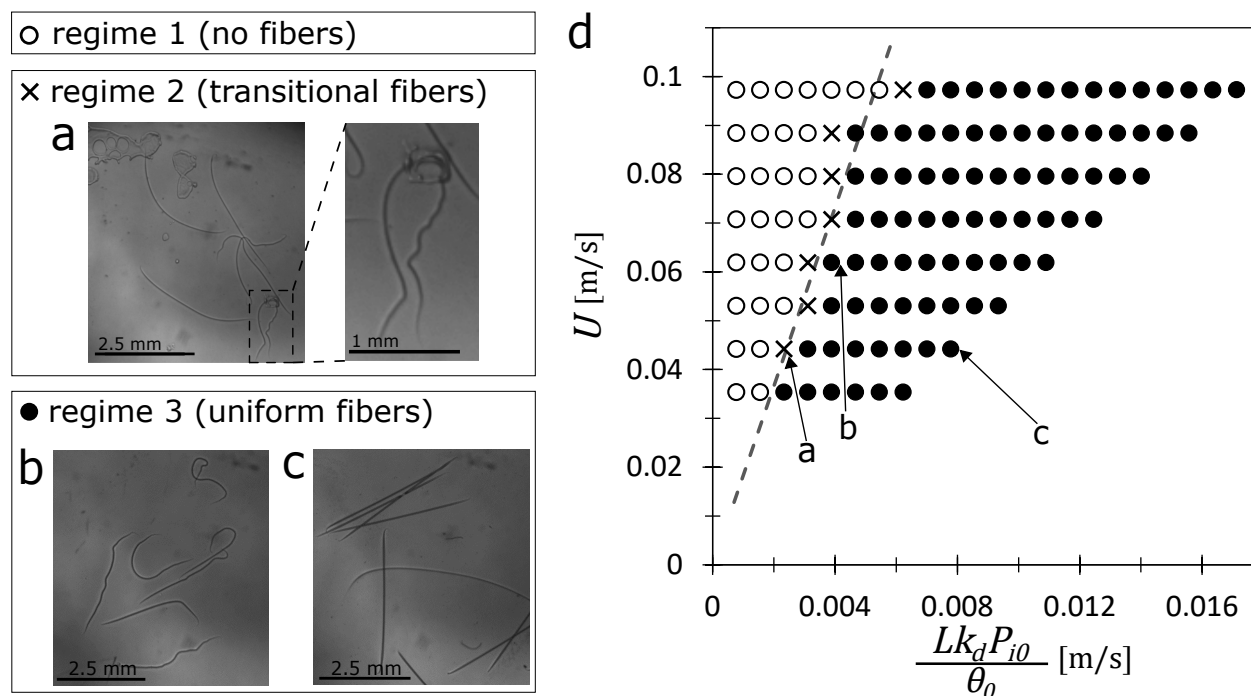 ○ regime 1 (no fibers)
× regime 2 (transitional fibers)
a
2.5 mm
1 mm
● regime 3 (uniform fibers)
b
c
2.5 mm
2.5 mm
d
0.1
0.08
0.06
0.04
0.02
0
U [m/s]
b
a
c
0
0.004
0.008
0.012
0.016
Lk_dP_{i0}
θ_0
[m/s]